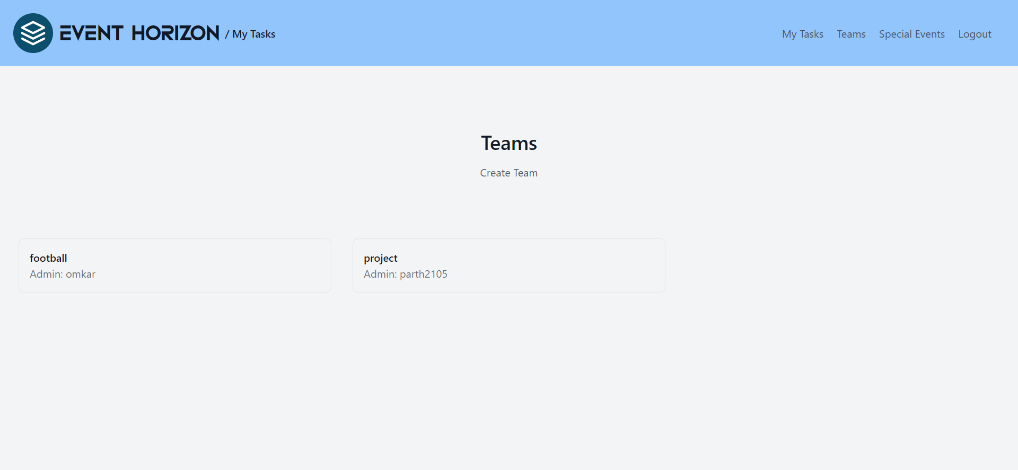 EVENT HORIZON / My Tasks
My Tasks Teams Special Events Logout
Teams
Create Team
football
Admin: omkar
project
Admin: parth2105